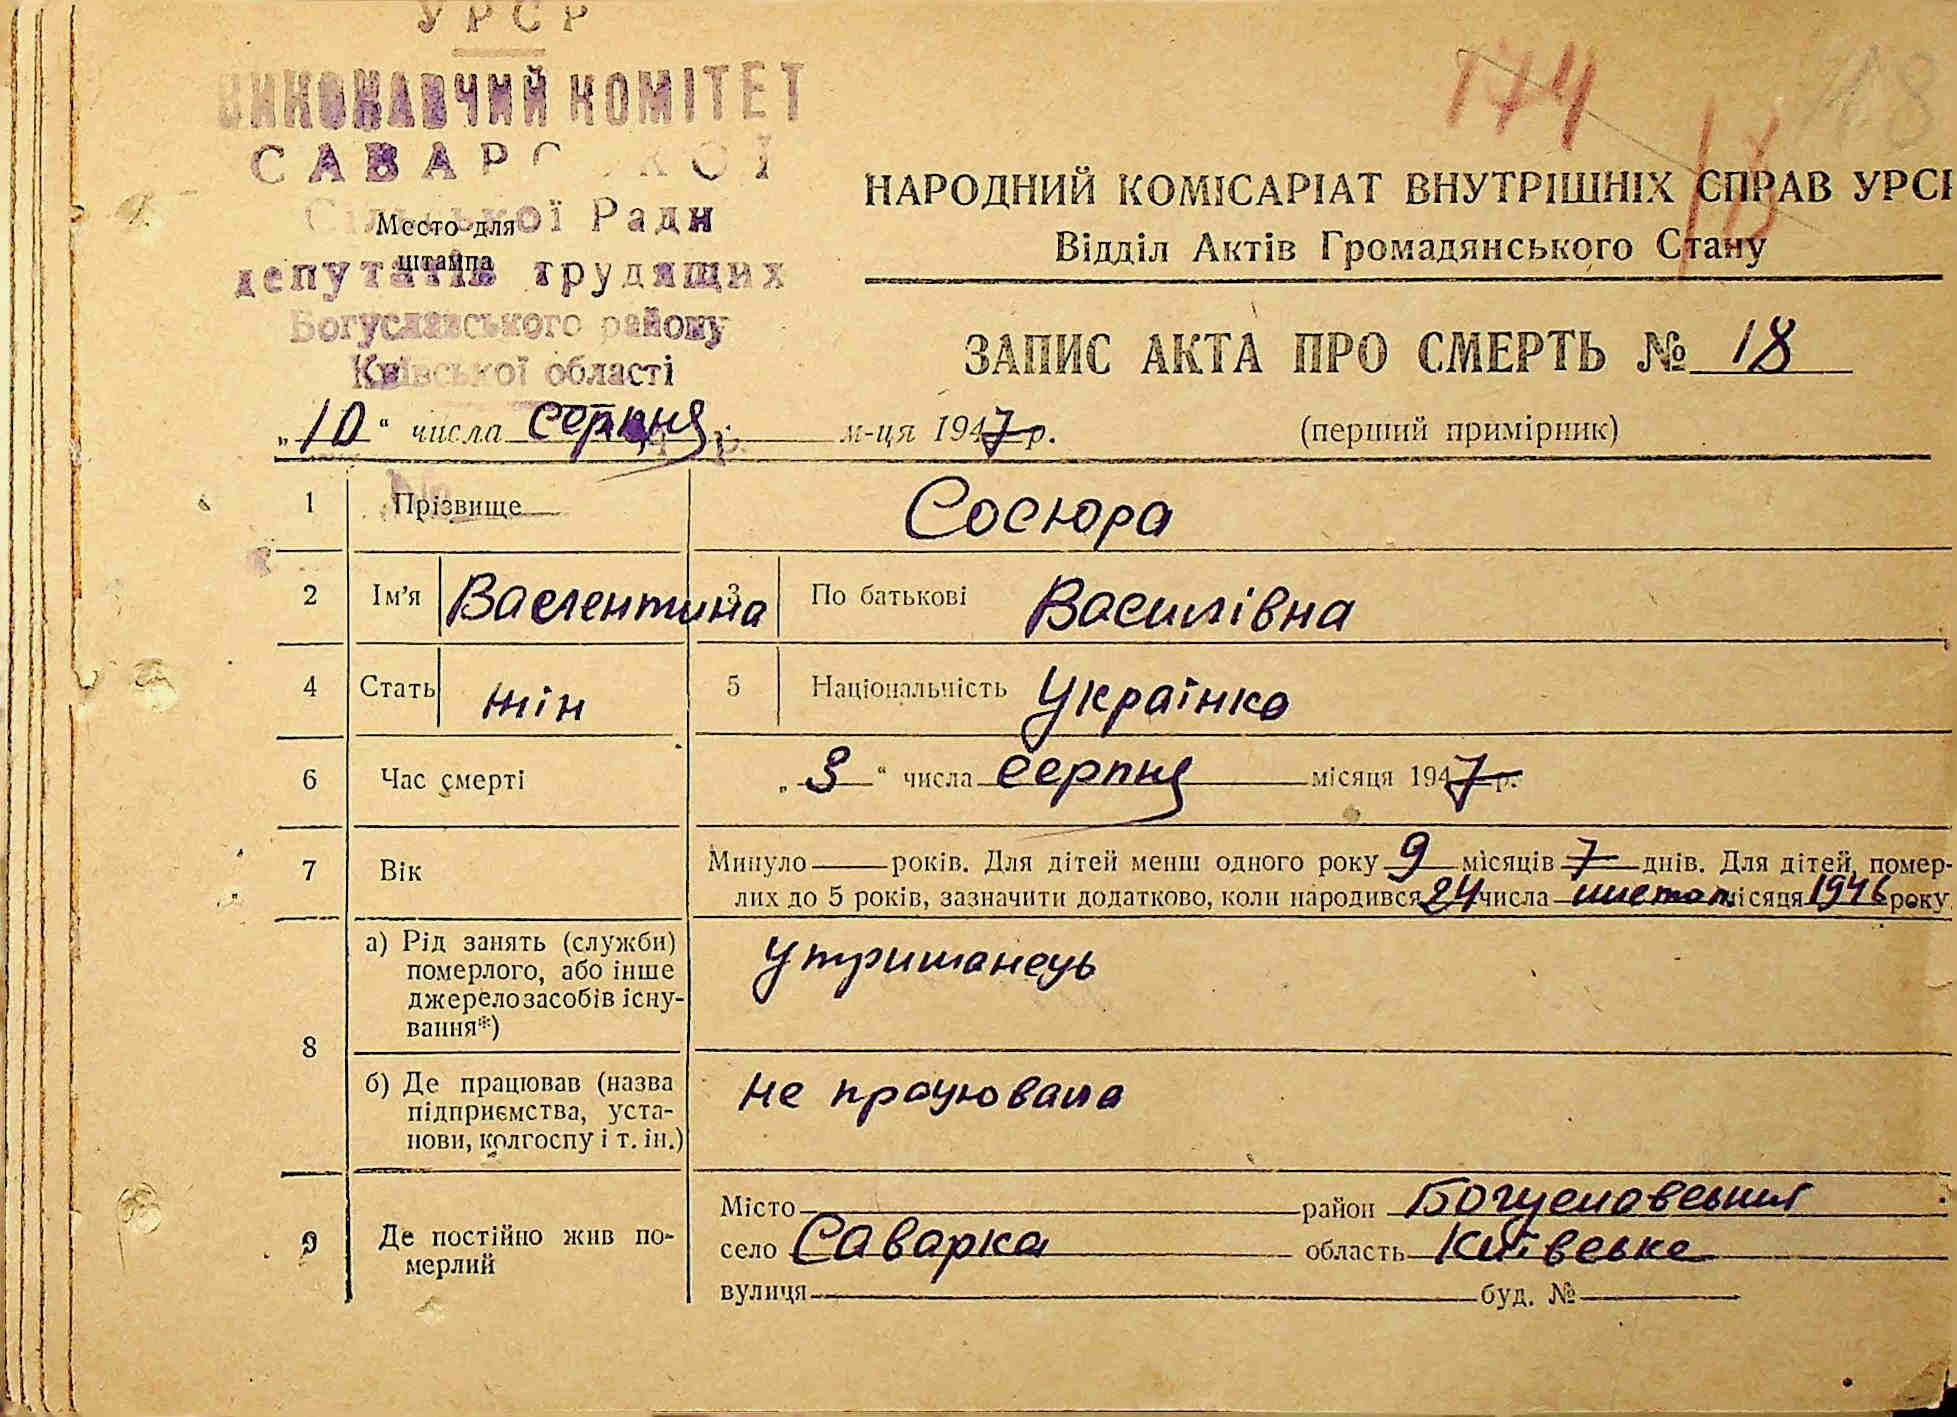 УРСР
ВИКОНАВЧИЙ КОМІТЕТ
САВАРСЬКОЇ
Сільської Ради
депутатів трудящих
Богуславського району
Київської області
Место для
штампа
174
18
18
НАРОДНИЙ КОМІСАРІАТ ВНУТРІШНІХ СПРАВ УРСР
Відділ Актів Громадянського Стану
ЗАПИС АКТА ПРО СМЕРТЬ № 18
„10“ числа серпня м-ця 1947 р. (перший примірник)
1 Прізвище Сосюра
2 Ім’я Валентина 3 По батькові Василівна
4 Стать жін 5 Національність Українка
6 Час смерті „3“ числа серпня місяця 1947 р.
7 Вік Минуло років. Для дітей менш одного року 9 місяців 7 днів. Для дітей, помер-
лих до 5 років, зазначити додатково, коли народився 24 числа листоп місяця 1946 року
8 а) Рід занять (служби)
померлого, або інше
джерело засобів існу-
вання*)
утриманець
б) Де працював (назва
підприємства, уста-
нови, колгоспу і т. ін.)
не працювала
9 Де постійно жив по-
мерлий
Місто район Богуславський
село Саварка область Київське
вулиця буд. №